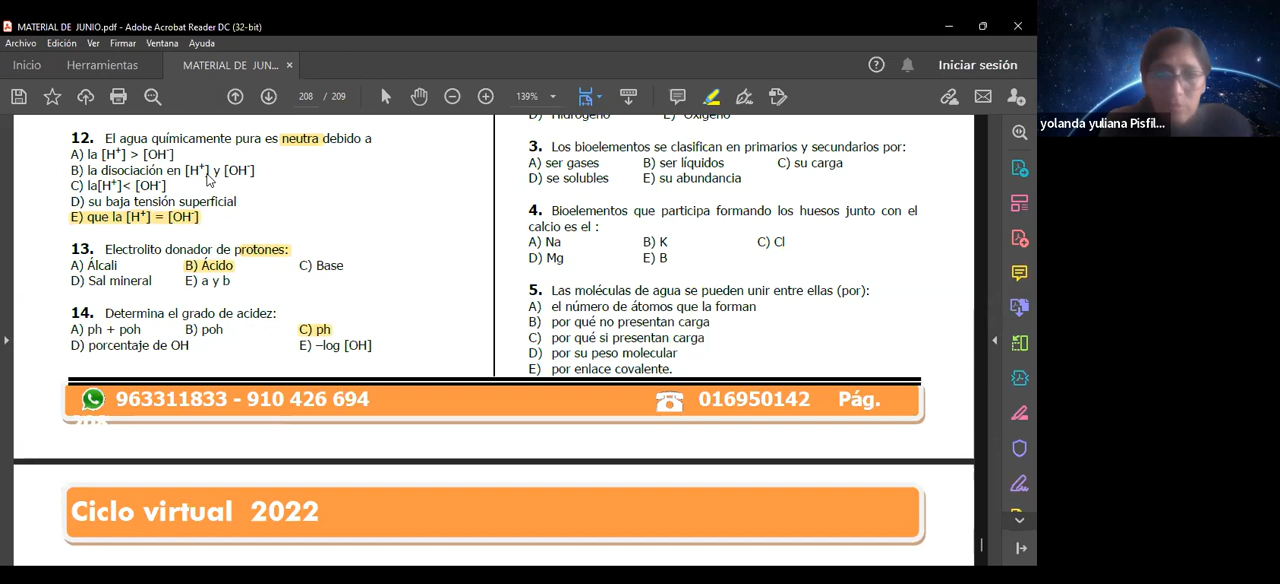 MATERIAL DE JUNIO.pdf - Adobe Acrobat Reader DC (32-bit)
Archivo Edición Ver Firmar Ventana Ayuda
Inicio Herramientas MATERIAL DE JUN... × Iniciar sesión
208 / 209 139%
yolanda yuliana Pisfil...
12. El agua químicamente pura es neutra debido a
A) la [H+] > [OH-]
B) la disociación en [H+] y [OH-]
C) la[H+]< [OH-]
D) su baja tensión superficial
E) que la [H+] = [OH-]
13. Electrolito donador de protones:
A) Álcali B) Ácido C) Base
D) Sal mineral E) a y b
14. Determina el grado de acidez:
A) ph + poh B) poh C) ph
D) porcentaje de OH E) –log [OH]
D) Hidrógeno E) Oxígeno
3. Los bioelementos se clasifican en primarios y secundarios por:
A) ser gases B) ser líquidos C) su carga
D) se solubles E) su abundancia
4. Bioelementos que participa formando los huesos junto con el
calcio es el :
A) Na B) K C) Cl
D) Mg E) B
5. Las moléculas de agua se pueden unir entre ellas (por):
A) el número de átomos que la forman
B) por qué no presentan carga
C) por qué si presentan carga
D) por su peso molecular
E) por enlace covalente.
963311833 - 910 426 694 016950142 Pág.
Ciclo virtual 2022